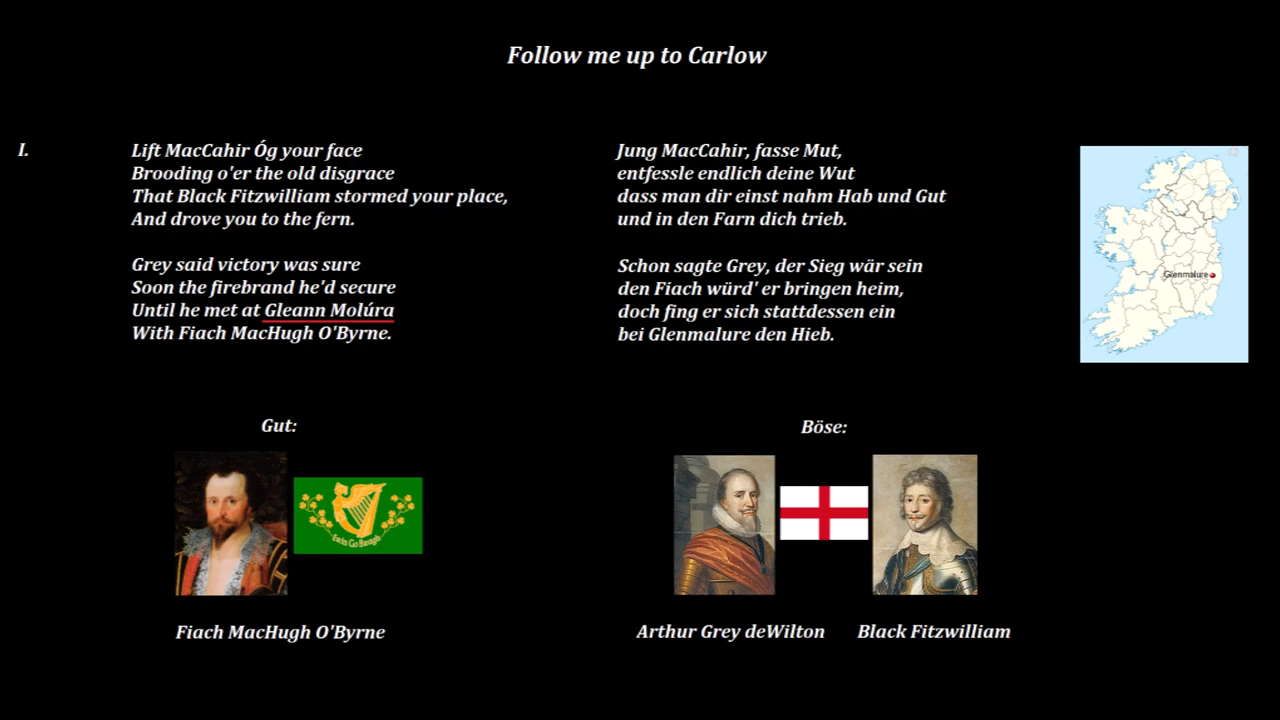 Follow me up to Carlow
I.
Lift MacCahir Óg your face
Brooding o'er the old disgrace
That Black Fitzwilliam stormed your place,
And drove you to the fern.
Grey said victory was sure
Soon the firebrand he'd secure
Until he met at Gleann Molúra
With Fiach MacHugh O'Byrne.
Jung MacCahir, fasse Mut,
entfessle endlich deine Wut
dass man dir einst nahm Hab und Gut
und in den Farn dich trieb.
Schon sagte Grey, der Sieg wär sein
den Fiach würd' er bringen heim,
doch fing er sich stattdessen ein
bei Glenmalure den Hieb.
Glenmalure
Gut:
Erin Go Bragh
Fiach MacHugh O'Byrne
Böse:
Arthur Grey deWilton
Black Fitzwilliam